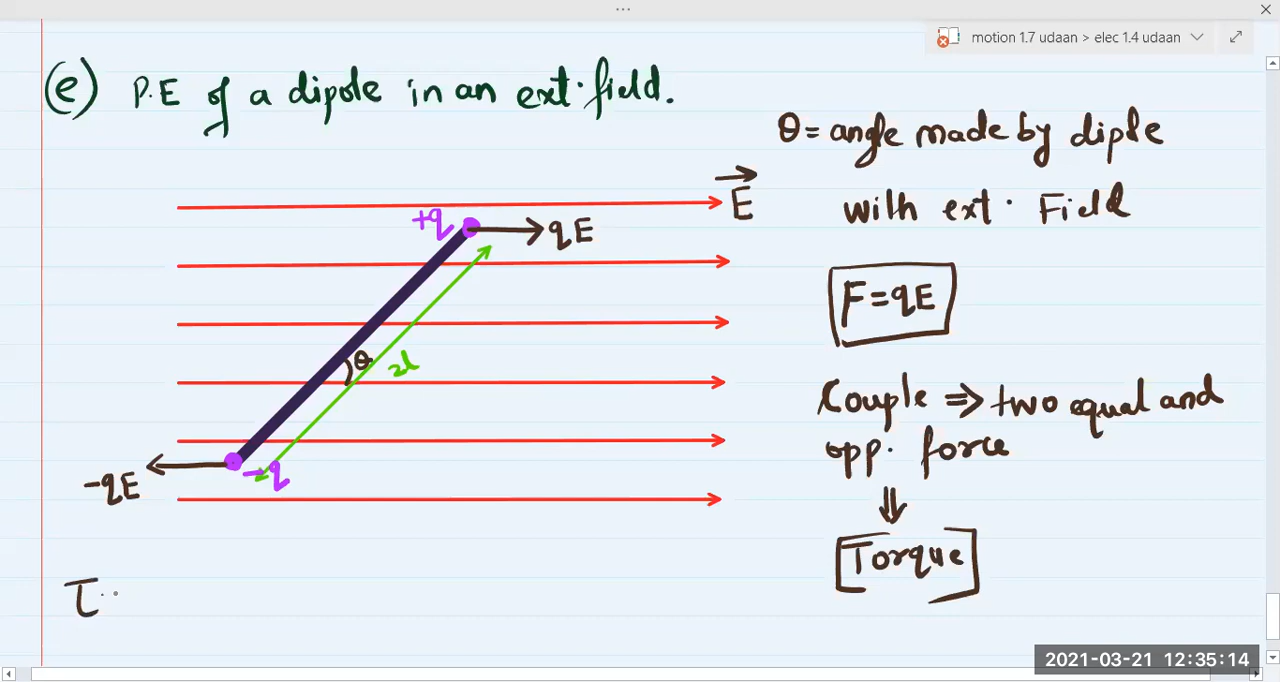 motion 1.7 udaan > elec 1.4 udaan
(e) P.E of a dipole in an ext. field.
θ = angle made by diple
with ext. Field
E
+q
qE
F = qE
θ
2l
Couple ⇒ two equal and
opp. force
-qE
-q
⇓
[Torque]
τ
2021-03-21 12:35:14